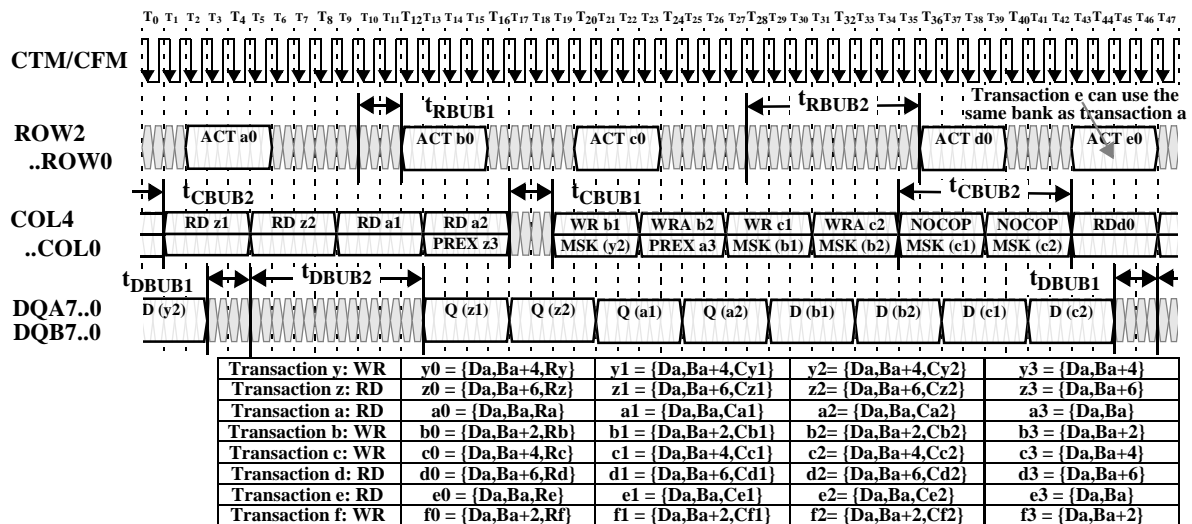 T0 T1 T2 T3 T4 T5 T6 T7 T8 T9 T10 T11 T12 T13 T14 T15 T16 T17 T18 T19 T20 T21 T22 T23 T24 T25 T26 T27 T28 T29 T30 T31 T32 T33 T34 T35 T36 T37 T38 T39 T40 T41 T42 T43 T44 T45 T46 T47
CTM/CFM
tRBUB1 tRBUB2 Transaction e can use the
same bank as transaction a
ROW2
..ROW0
ACT a0 ACT b0 ACT c0 ACT d0 ACT e0
tCBUB2 tCBUB1 tCBUB2
COL4 RD z1 RD z2 RD a1 RD a2 WR b1 WRA b2 WR c1 WRA c2 NOCOP NOCOP RDd0
..COL0 PREX z3 MSK (y2) PREX a3 MSK (b1) MSK (b2) MSK (c1) MSK (c2)
tDBUB1 tDBUB2 tDBUB1
DQA7..0
DQB7..0
D (y2) Q (z1) Q (z2) Q (a1) Q (a2) D (b1) D (b2) D (c1) D (c2)
Transaction y: WR y0 = {Da,Ba+4,Ry} y1 = {Da,Ba+4,Cy1} y2= {Da,Ba+4,Cy2} y3 = {Da,Ba+4}
Transaction z: RD z0 = {Da,Ba+6,Rz} z1 = {Da,Ba+6,Cz1} z2= {Da,Ba+6,Cz2} z3 = {Da,Ba+6}
Transaction a: RD a0 = {Da,Ba,Ra} a1 = {Da,Ba,Ca1} a2= {Da,Ba,Ca2} a3 = {Da,Ba}
Transaction b: WR b0 = {Da,Ba+2,Rb} b1 = {Da,Ba+2,Cb1} b2= {Da,Ba+2,Cb2} b3 = {Da,Ba+2}
Transaction c: WR c0 = {Da,Ba+4,Rc} c1 = {Da,Ba+4,Cc1} c2= {Da,Ba+4,Cc2} c3 = {Da,Ba+4}
Transaction d: RD d0 = {Da,Ba+6,Rd} d1 = {Da,Ba+6,Cd1} d2= {Da,Ba+6,Cd2} d3 = {Da,Ba+6}
Transaction e: RD e0 = {Da,Ba,Re} e1 = {Da,Ba,Ce1} e2= {Da,Ba,Ce2} e3 = {Da,Ba}
Transaction f: WR f0 = {Da,Ba+2,Rf} f1 = {Da,Ba+2,Cf1} f2= {Da,Ba+2,Cf2} f3 = {Da,Ba+2}